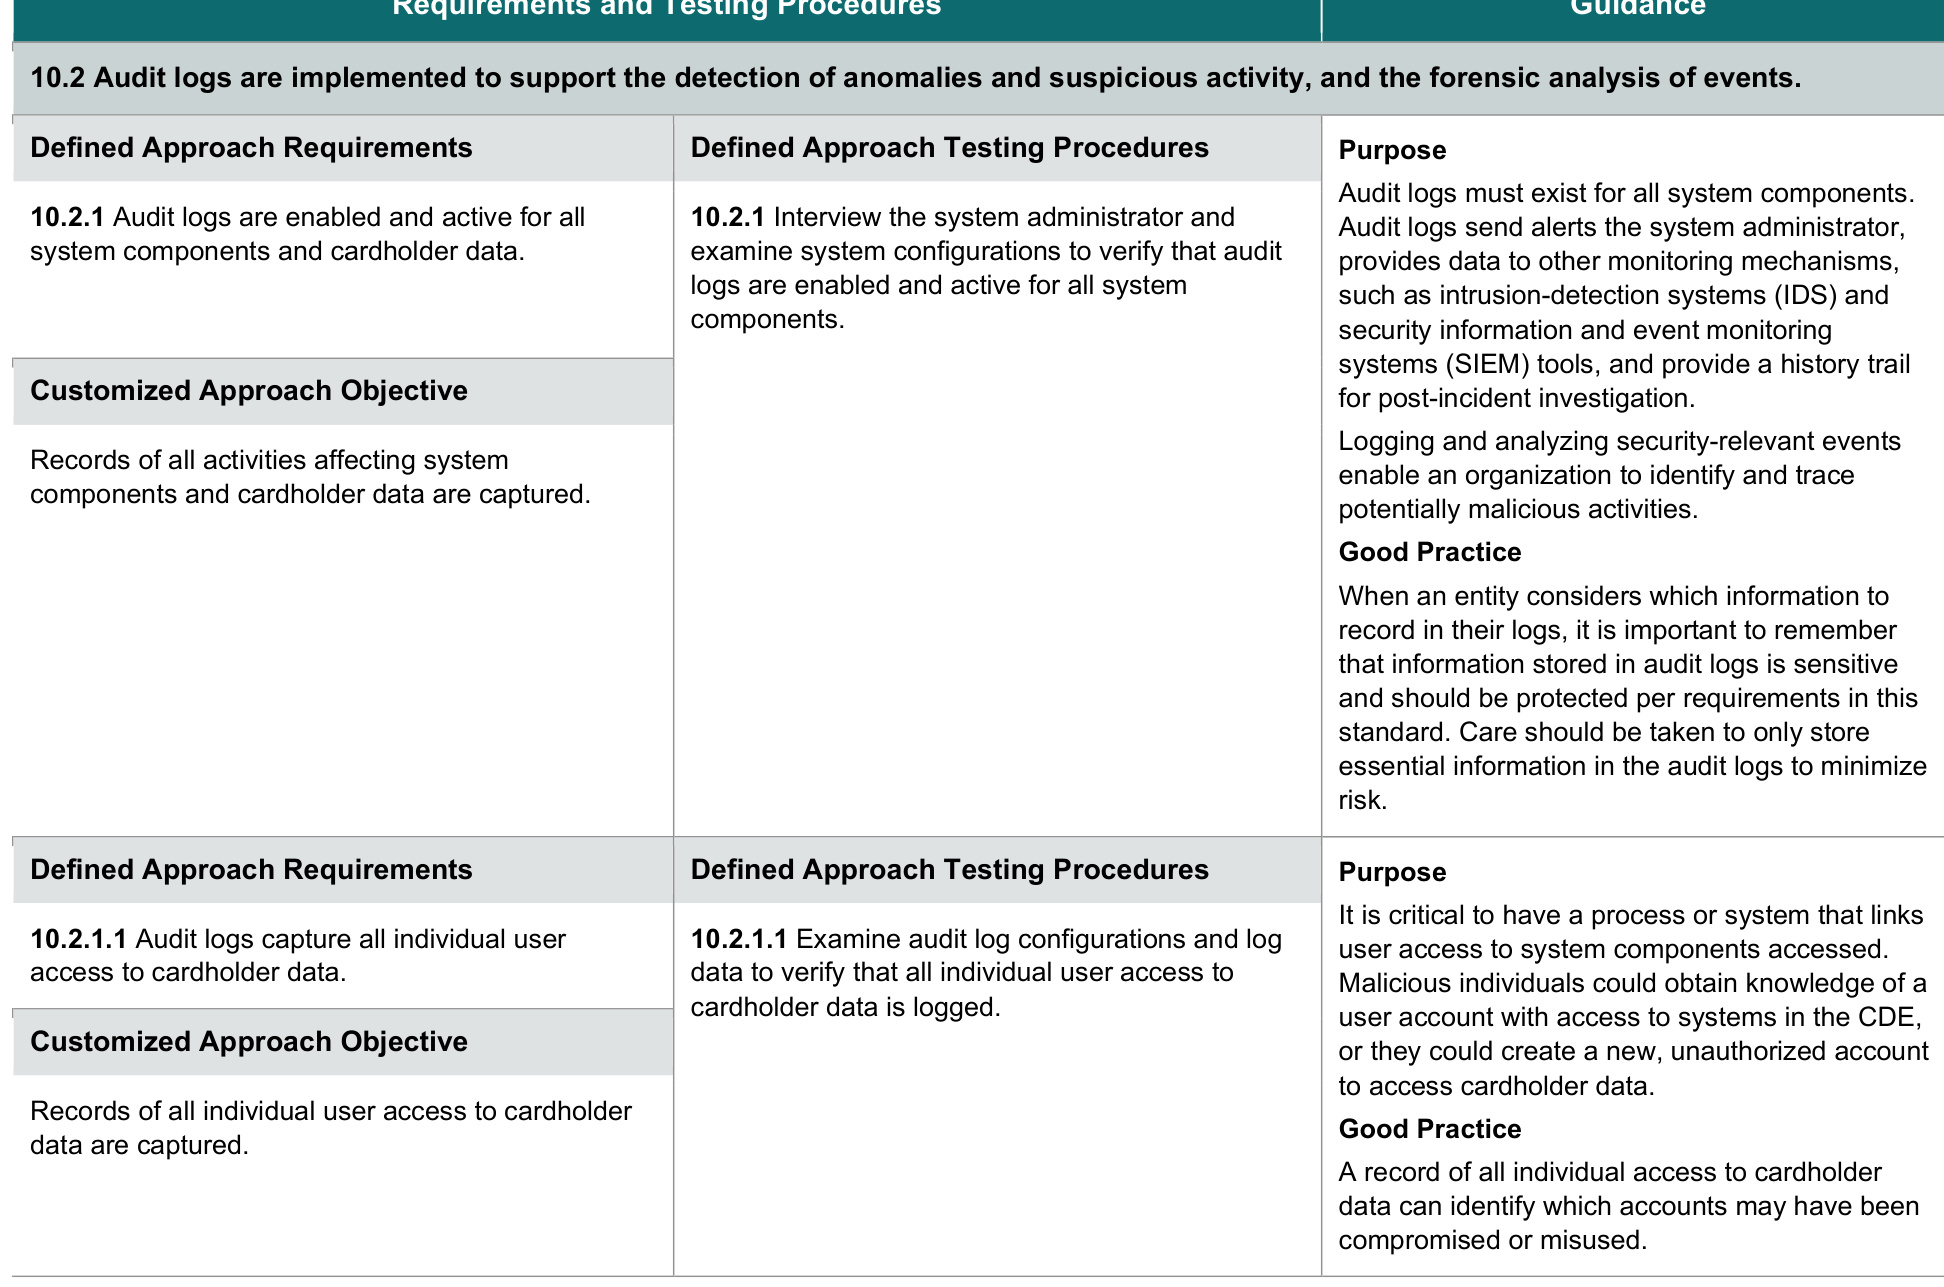 Requirements and Testing Procedures
Guidance
10.2 Audit logs are implemented to support the detection of anomalies and suspicious activity, and the forensic analysis of events.
Defined Approach Requirements
10.2.1 Audit logs are enabled and active for all
system components and cardholder data.
Customized Approach Objective
Records of all activities affecting system
components and cardholder data are captured.
Defined Approach Testing Procedures
10.2.1 Interview the system administrator and
examine system configurations to verify that audit
logs are enabled and active for all system
components.
Purpose
Audit logs must exist for all system components.
Audit logs send alerts the system administrator,
provides data to other monitoring mechanisms,
such as intrusion-detection systems (IDS) and
security information and event monitoring
systems (SIEM) tools, and provide a history trail
for post-incident investigation.
Logging and analyzing security-relevant events
enable an organization to identify and trace
potentially malicious activities.
Good Practice
When an entity considers which information to
record in their logs, it is important to remember
that information stored in audit logs is sensitive
and should be protected per requirements in this
standard. Care should be taken to only store
essential information in the audit logs to minimize
risk.
Defined Approach Requirements
10.2.1.1 Audit logs capture all individual user
access to cardholder data.
Customized Approach Objective
Records of all individual user access to cardholder
data are captured.
Defined Approach Testing Procedures
10.2.1.1 Examine audit log configurations and log
data to verify that all individual user access to
cardholder data is logged.
Purpose
It is critical to have a process or system that links
user access to system components accessed.
Malicious individuals could obtain knowledge of a
user account with access to systems in the CDE,
or they could create a new, unauthorized account
to access cardholder data.
Good Practice
A record of all individual access to cardholder
data can identify which accounts may have been
compromised or misused.